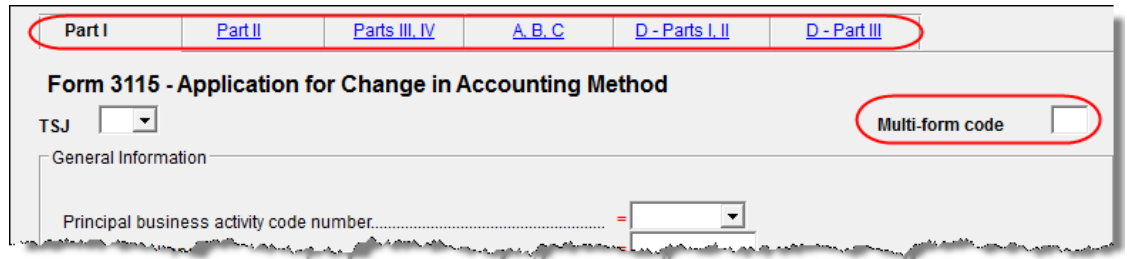 Part I Part II Parts III, IV A, B, C D - Parts I, II D - Part III
Form 3115 - Application for Change in Accounting Method
TSJ Multi-form code
General Information
Principal business activity code number.......................................................... =
=